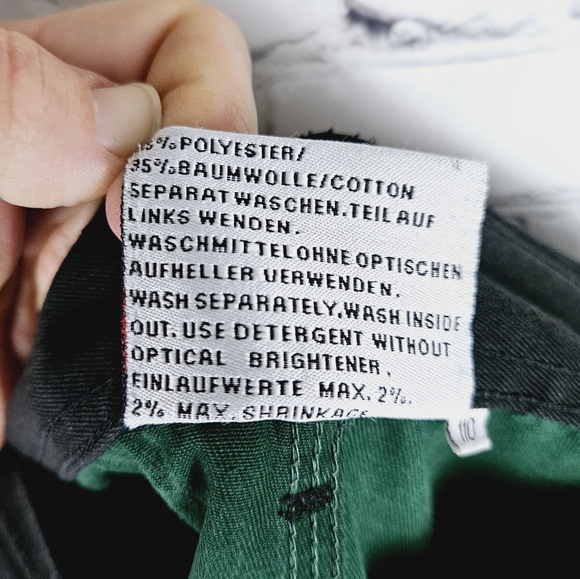 5% POLYESTER/
35% BAUMWOLLE/COTTON
SEPARAT WASCHEN. TEIL AUF
LINKS WENDEN.
WASCHMITTEL OHNE OPTISCHEN
AUFHELLER VERWENDEN.
WASH SEPARATELY. WASH INSIDE
OUT. USE DETERGENT WITHOUT
OPTICAL BRIGHTENER.
EINLAUFWERTE MAX. 2%.
2% MAX. SHRINKAGE
110